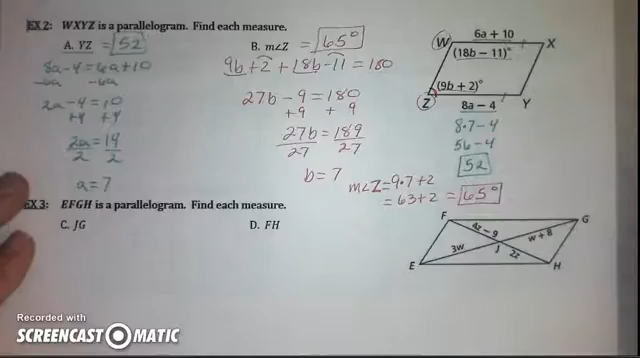 EX 2: WXYZ is a parallelogram. Find each measure.
A. YZ = 52
B. m∠Z = 65°
8a - 4 = 6a + 10
-6a -6a
2a - 4 = 10
+4 +4
2a = 14
2 2
a = 7
9b + 2 + 18b - 11 = 180
27b - 9 = 180
+9 +9
27b = 189
27 27
b = 7
m∠Z = 9·7+2
= 63+2 = 65°
6a + 10
W
X
(18b − 11)°
(9b + 2)°
Z
Y
8a − 4
8·7-4
56-4
52
EX 3: EFGH is a parallelogram. Find each measure.
C. JG
D. FH
F
G
4z − 9
w + 8
3w
J
2z
E
H
Recorded with
SCREENCAST MATIC